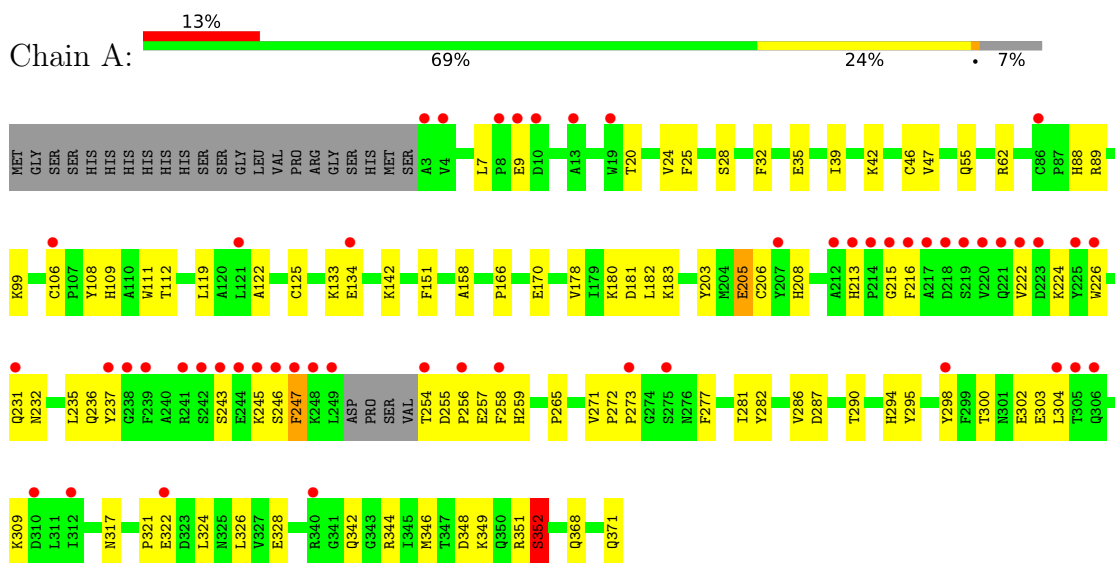 13%
Chain A:
69% 24% • 7%
MET GLY SER SER HIS HIS HIS HIS HIS HIS HIS HIS SER SER GLY LEU VAL PRO ARG GLY SER HIS MET SER A3 V4 L7 P8 E9 D10 A13 W19 T20 V24 F25 S28 F32 E35 I39 K42 C46 V47 Q55 R62 C86 P87 H88 R89
K99 C106 P107 Y108 H109 A110 W111 T112 L119 A120 L121 A122 C125 K133 E134 K142 F151 A158 P166 E170 V178 I179 K180 D181 L182 K183 Y203 M204 E205 C206 Y207 H208 A212 H213 P214 G215 F216 A217 D218 S219 V220 Q221 V222 D223 K224 Y225 W226
Q231 N232 L235 Q236 Y237 G238 F239 A240 R241 S242 S243 E244 K245 S246 F247 K248 L249 ASP PRO SER VAL T254 D255 P256 E257 F258 H259 P265 V271 P272 P273 G274 S275 N276 F277 I281 Y282 V286 D287 T290 H294 Y295 Y298 F299 T300 N301 E302 E303 L304 T305 Q306
K309 D310 L311 I312 N317 P321 E322 D323 L324 N325 L326 V327 E328 R340 G341 Q342 G343 R344 I345 M346 T347 D348 K349 Q350 R351 S352 Q368 Q371